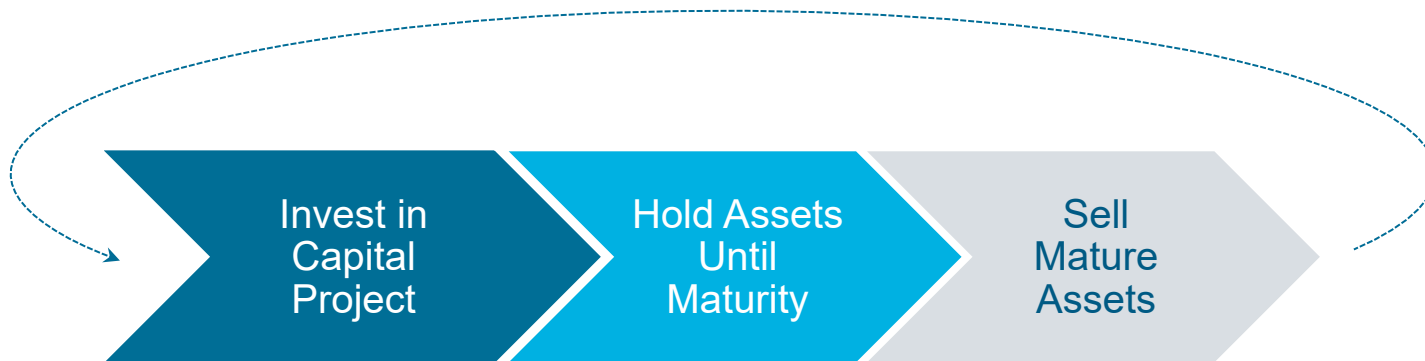 Invest in
Capital
Project
Hold Assets
Until
Maturity
Sell
Mature
Assets